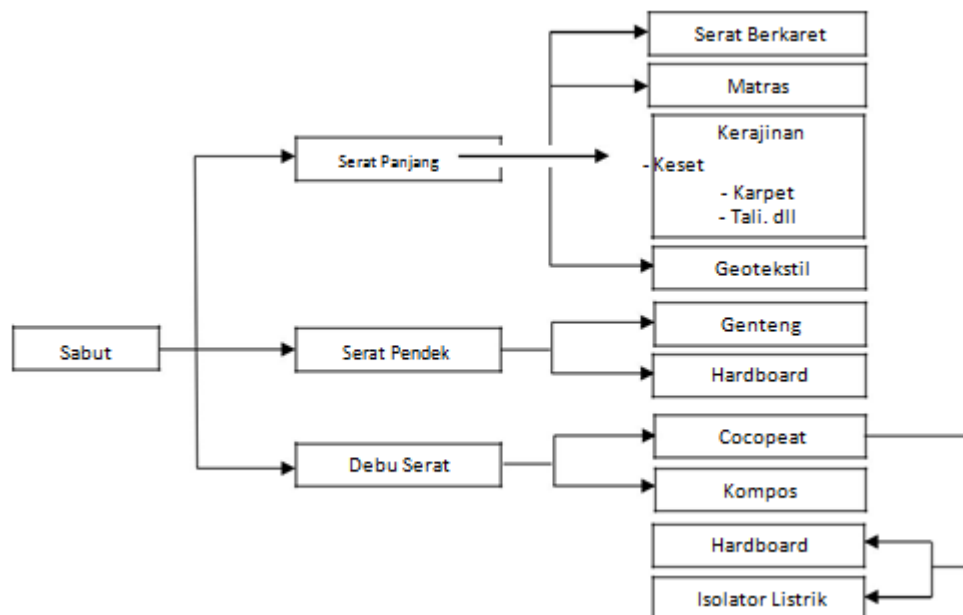 Serat Berkaret
Matras
Kerajinan
- Keset
- Karpet
- Tali. dll
Serat Panjang
Geotekstil
Genteng
Sabut
Serat Pendek
Hardboard
Cocopeat
Debu Serat
Kompos
Hardboard
Isolator Listrik